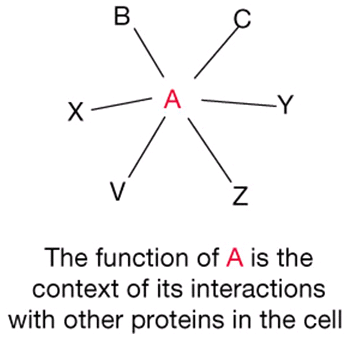 B
C
X
A
Y
V
Z
The function of A is the
context of its interactions
with other proteins in the cell